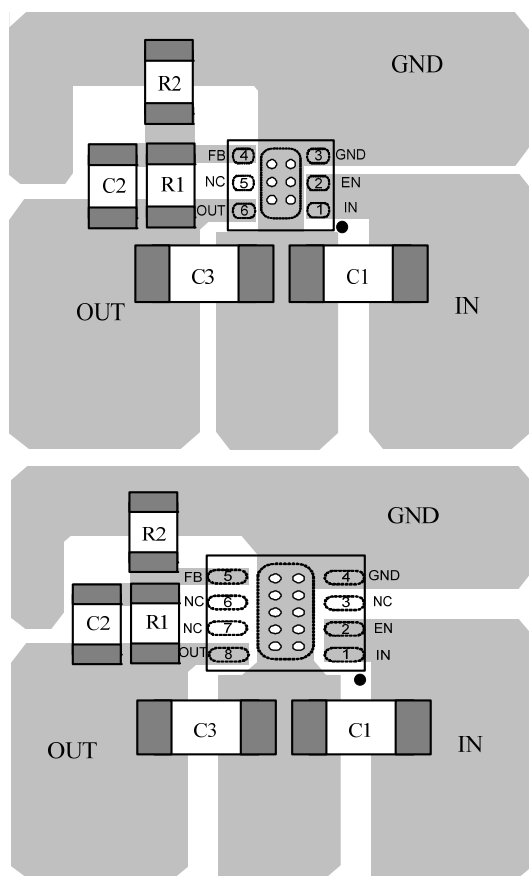 R2
GND
FB 4 3 GND
C2 R1 NC 5 2 EN
OUT 6 1 IN
C3 C1
OUT IN
R2
GND
FB 5 4 GND
NC 6 3 NC
C2 R1 NC 7 2 EN
OUT 8 1 IN
C3 C1
OUT IN